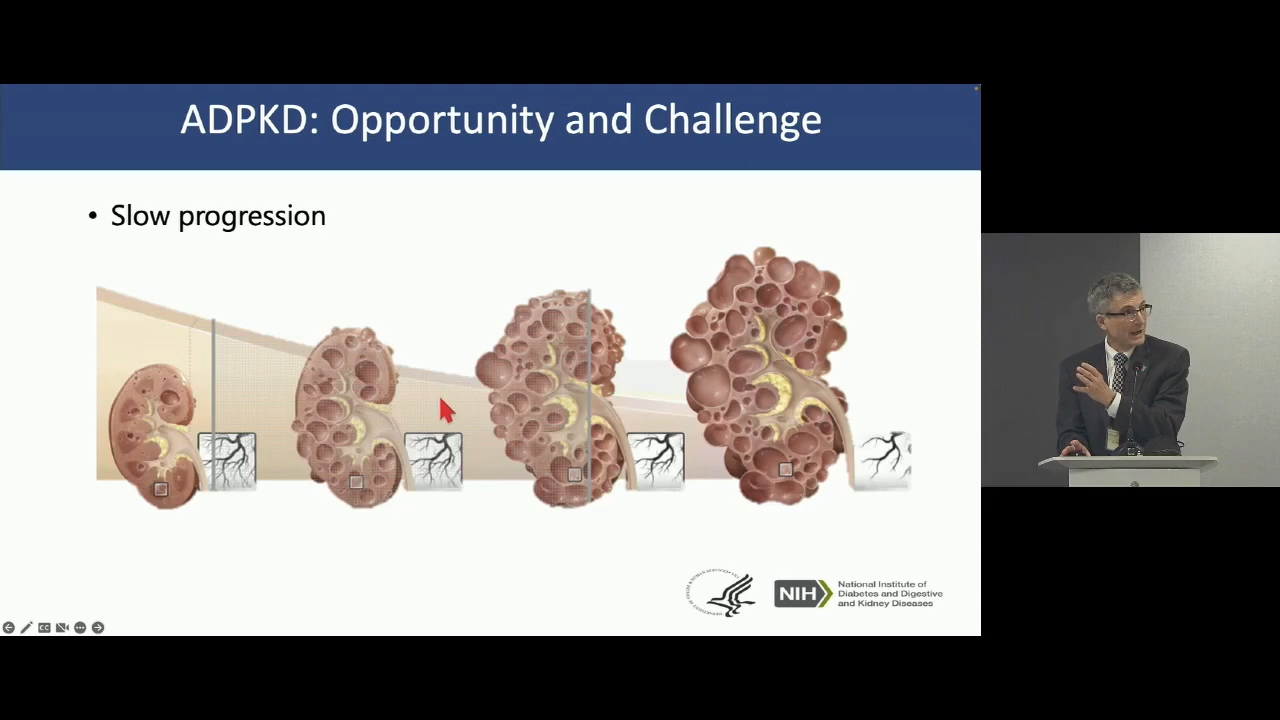 ADPKD: Opportunity and Challenge
• Slow progression
NIH
National Institute of
Diabetes and Digestive
and Kidney Diseases